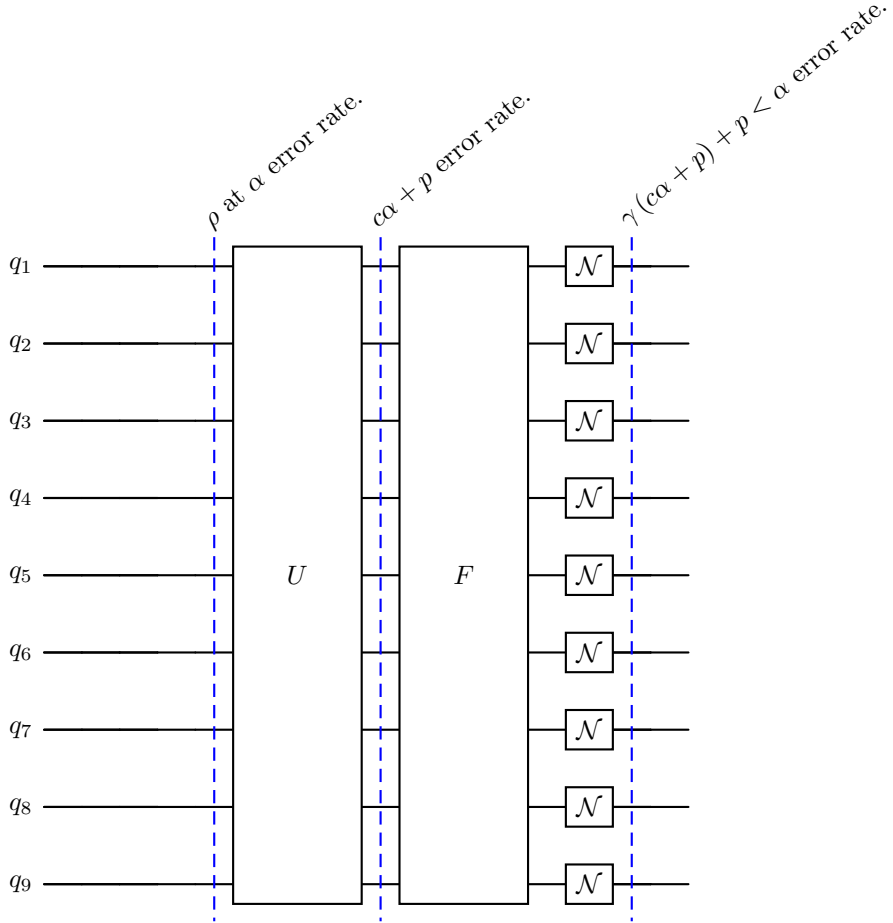 ρ at α error rate.
cα + p error rate.
γ (cα + p) + p < α error rate.
q₁
𝒩
q₂
𝒩
q₃
𝒩
q₄
𝒩
q₅
U
F
𝒩
q₆
𝒩
q₇
𝒩
q₈
𝒩
q₉
𝒩